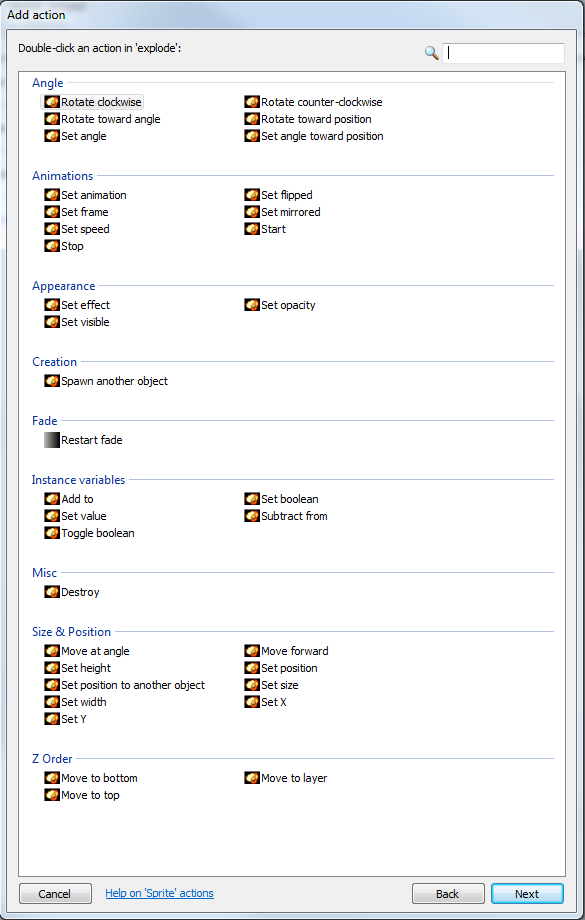 Add action
Double-click an action in 'explode':
Angle
Rotate clockwise Rotate counter-clockwise
Rotate toward angle Rotate toward position
Set angle Set angle toward position
Animations
Set animation Set flipped
Set frame Set mirrored
Set speed Start
Stop
Appearance
Set effect Set opacity
Set visible
Creation
Spawn another object
Fade
Restart fade
Instance variables
Add to Set boolean
Set value Subtract from
Toggle boolean
Misc
Destroy
Size & Position
Move at angle Move forward
Set height Set position
Set position to another object Set size
Set width Set X
Set Y
Z Order
Move to bottom Move to layer
Move to top
Cancel Help on 'Sprite' actions Back Next